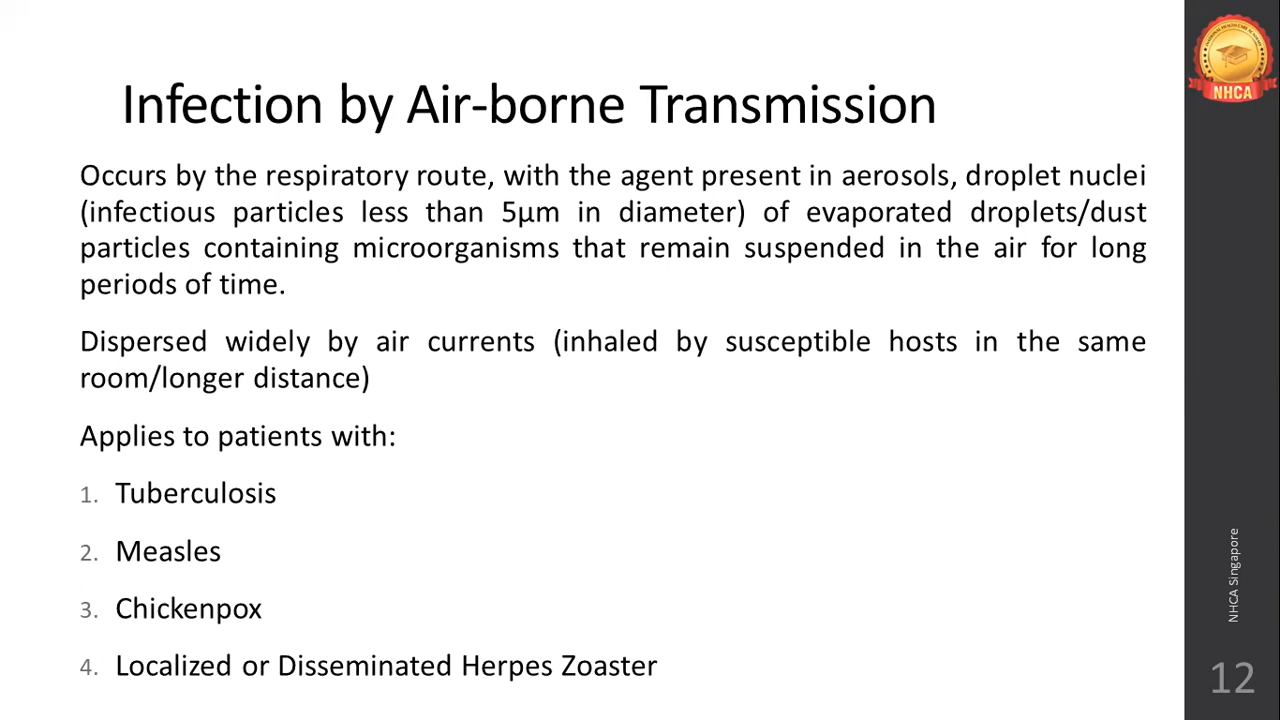 Infection by Air-borne Transmission
Occurs by the respiratory route, with the agent present in aerosols, droplet nuclei
(infectious particles less than 5µm in diameter) of evaporated droplets/dust
particles containing microorganisms that remain suspended in the air for long
periods of time.
Dispersed widely by air currents (inhaled by susceptible hosts in the same
room/longer distance)
Applies to patients with:
1. Tuberculosis
2. Measles
3. Chickenpox
4. Localized or Disseminated Herpes Zoaster
NHCA
NHCA Singapore
12